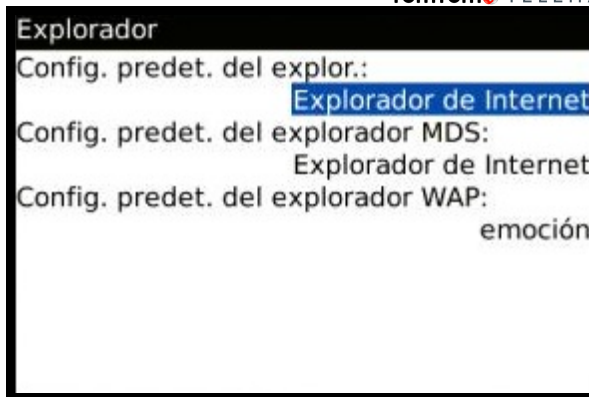 Explorador
Config. predet. del explor.:
Explorador de Internet
Config. predet. del explorador MDS:
Explorador de Internet
Config. predet. del explorador WAP:
emoción